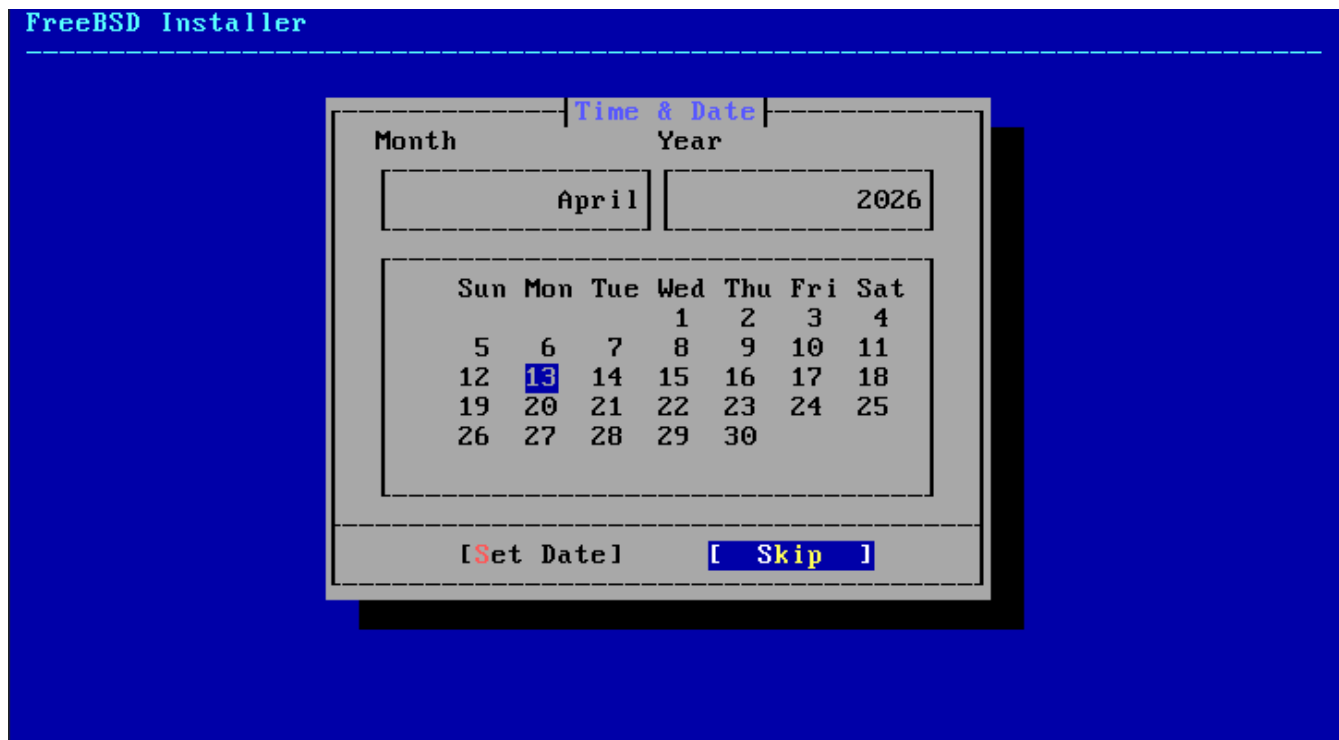 FreeBSD Installer
Time & Date
Month Year
April 2026
Sun Mon Tue Wed Thu Fri Sat
1 2 3 4
5 6 7 8 9 10 11
12 13 14 15 16 17 18
19 20 21 22 23 24 25
26 27 28 29 30
[Set Date] [ Skip ]